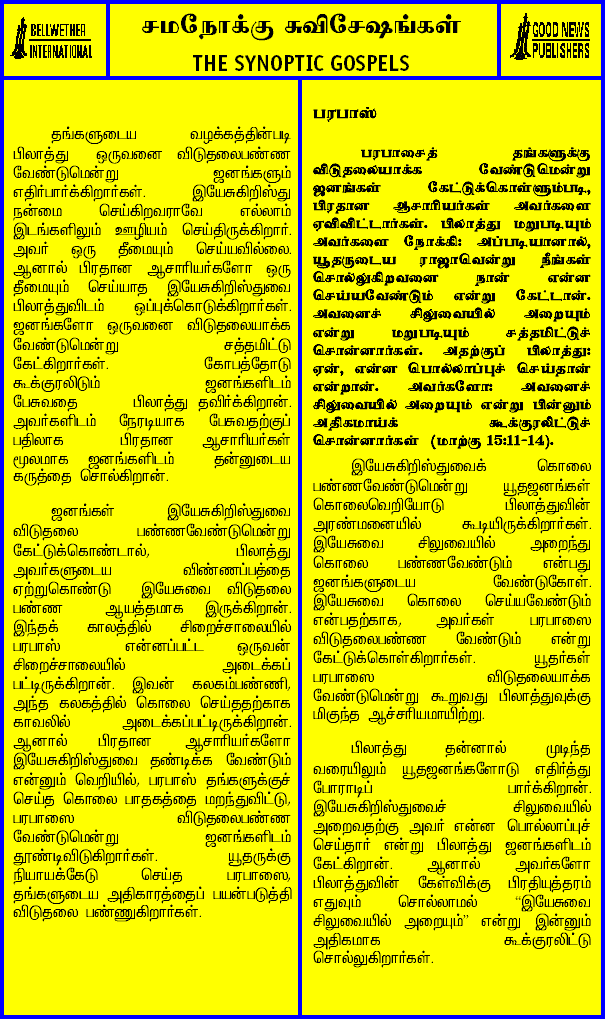 BELLWETHER
INTERNATIONAL
சமநோக்கு சுவிசேஷங்கள்
THE SYNOPTIC GOSPELS
GOOD NEWS
PUBLISHERS
தங்களுடைய வழக்கத்தின்படி
பிலாத்து ஒருவனை விடுதலைபண்ண
வேண்டுமென்று ஜனங்களும்
எதிர்பார்க்கிறார்கள். இயேசுகிறிஸ்து
நன்மை செய்கிறவராவே எல்லாம்
இடங்களிலும் ஊழியம் செய்திருக்கிறார்.
அவர் ஒரு தீமையும் செய்யவில்லை.
ஆனால் பிரதான ஆசாரியர்களோ ஒரு
தீமையும் செய்யாத இயேசுகிறிஸ்துவை
பிலாத்துவிடம் ஒப்புக்கொடுக்கிறார்கள்.
ஜனங்களோ ஒருவனை விடுதலையாக்க
வேண்டுமென்று சத்தமிட்டு
கேட்கிறார்கள். கோபத்தோடு
கூக்குரலிடும் ஜனங்களிடம்
பேசுவதை பிலாத்து தவிர்க்கிறான்.
அவர்களிடம் நேரடியாக பேசுவதற்குப்
பதிலாக பிரதான ஆசாரியர்கள்
மூலமாக ஜனங்களிடம் தன்னுடைய
கருத்தை சொல்கிறான்.
ஜனங்கள் இயேசுகிறிஸ்துவை
விடுதலை பண்ணவேண்டுமென்று
கேட்டுக்கொண்டால், பிலாத்து
அவர்களுடைய விண்ணப்பத்தை
ஏற்றுகொண்டு இயேசுவை விடுதலை
பண்ண ஆயத்தமாக இருக்கிறான்.
இந்தக் காலத்தில் சிறைச்சாலையில்
பரபாஸ் என்னப்பட்ட ஒருவன்
சிறைச்சாலையில் அடைக்கப்
பட்டிருக்கிறான். இவன் கலகம்பண்ணி,
அந்த கலகத்தில் கொலை செய்ததற்காக
காவலில் அடைக்கப்பட்டிருக்கிறான்.
ஆனால் பிரதான ஆசாரியர்களோ
இயேசுகிறிஸ்துவை தண்டிக்க வேண்டும்
என்னும் வெறியில், பரபாஸ் தங்களுக்குச்
செய்த கொலை பாதகத்தை மறந்துவிட்டு,
பரபாஸை விடுதலைபண்ண
வேண்டுமென்று ஜனங்களிடம்
தூண்டிவிடுகிறார்கள். யூதருக்கு
நியாயக்கேடு செய்த பரபாஸை,
தங்களுடைய அதிகாரத்தைப் பயன்படுத்தி
விடுதலை பண்ணுகிறார்கள்.
பரபாஸ்
பரபாசைத் தங்களுக்கு
விடுதலையாக்க வேண்டுமென்று
ஜனங்கள் கேட்டுக்கொள்ளும்படி,
பிரதான ஆசாரியர்கள் அவர்களை
ஏவிவிட்டார்கள். பிலாத்து மறுபடியும்
அவர்களை நோக்கி: அப்படியானால்,
யூதருடைய ராஜாவென்று நீங்கள்
சொல்லுகிறவனை நான் என்ன
செய்யவேண்டும் என்று கேட்டான்.
அவனைச் சிலுவையில் அறையும்
என்று மறுபடியும் சத்தமிட்டுச்
சொன்னார்கள். அதற்குப் பிலாத்து:
ஏன், என்ன பொல்லாப்புச் செய்தான்
என்றான். அவர்களோ: அவனைச்
சிலுவையில் அறையும் என்று பின்னும்
அதிகமாய்க் கூக்குரலிட்டுச்
சொன்னார்கள் (மாற்கு 15:11-14).
இயேசுகிறிஸ்துவைக் கொலை
பண்ணவேண்டுமென்று யூதஜனங்கள்
கொலைவெறியோடு பிலாத்துவின்
அரண்மனையில் கூடியிருக்கிறார்கள்.
இயேசுவை சிலுவையில் அறைந்து
கொலை பண்ணவேண்டும் என்பது
ஜனங்களுடைய வேண்டுகோள்.
இயேசுவை கொலை செய்யவேண்டும்
என்பதற்காக, அவர்கள் பரபாஸை
விடுதலைபண்ண வேண்டும் என்று
கேட்டுக்கொள்கிறார்கள். யூதர்கள்
பரபாஸை விடுதலையாக்க
வேண்டுமென்று கூறுவது பிலாத்துவுக்கு
மிகுந்த ஆச்சரியமாயிற்று.
பிலாத்து தன்னால் முடிந்த
வரையிலும் யூதஜனங்களோடு எதிர்த்து
போராடிப் பார்க்கிறான்.
இயேசுகிறிஸ்துவைச் சிலுவையில்
அறைவதற்கு அவர் என்ன பொல்லாப்புச்
செய்தார் என்று பிலாத்து ஜனங்களிடம்
கேட்கிறான். ஆனால் அவர்களோ
பிலாத்துவின் கேள்விக்கு பிரதியுத்தரம்
எதுவும் சொல்லாமல் “இயேசுவை
சிலுவையில் அறையும்” என்று இன்னும்
அதிகமாக கூக்குரலிட்டு
சொல்லுகிறார்கள்.